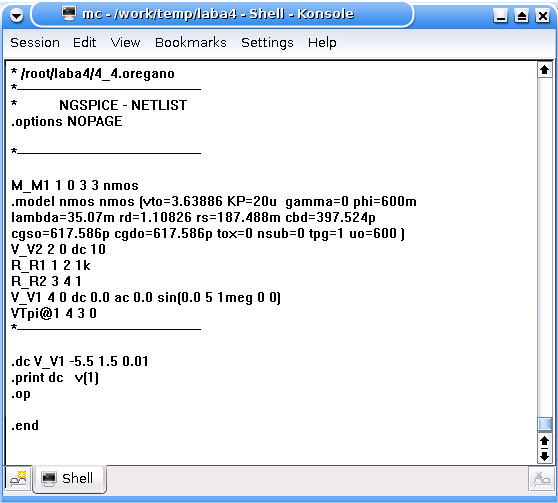 mc - /work/temp/laba4 - Shell - Konsole
Session Edit View Bookmarks Settings Help
* /root/laba4/4_4.oregano
*----------------------------------------------
* NGSPICE - NETLIST
.options NOPAGE
*----------------------------------------------
M_M1 1 0 3 3 nmos
.model nmos nmos (vto=3.63886 KP=20u gamma=0 phi=600m
lambda=35.07m rd=1.10826 rs=187.488m cbd=397.524p
cgso=617.586p cgdo=617.586p tox=0 nsub=0 tpg=1 uo=600 )
V_V2 2 0 dc 10
R_R1 1 2 1k
R_R2 3 4 1
V_V1 4 0 dc 0.0 ac 0.0 sin(0.0 5 1meg 0 0)
VTpi@1 4 3 0
*----------------------------------------------
.dc V_V1 -5.5 1.5 0.01
.print dc v(1)
.op
.end
Shell